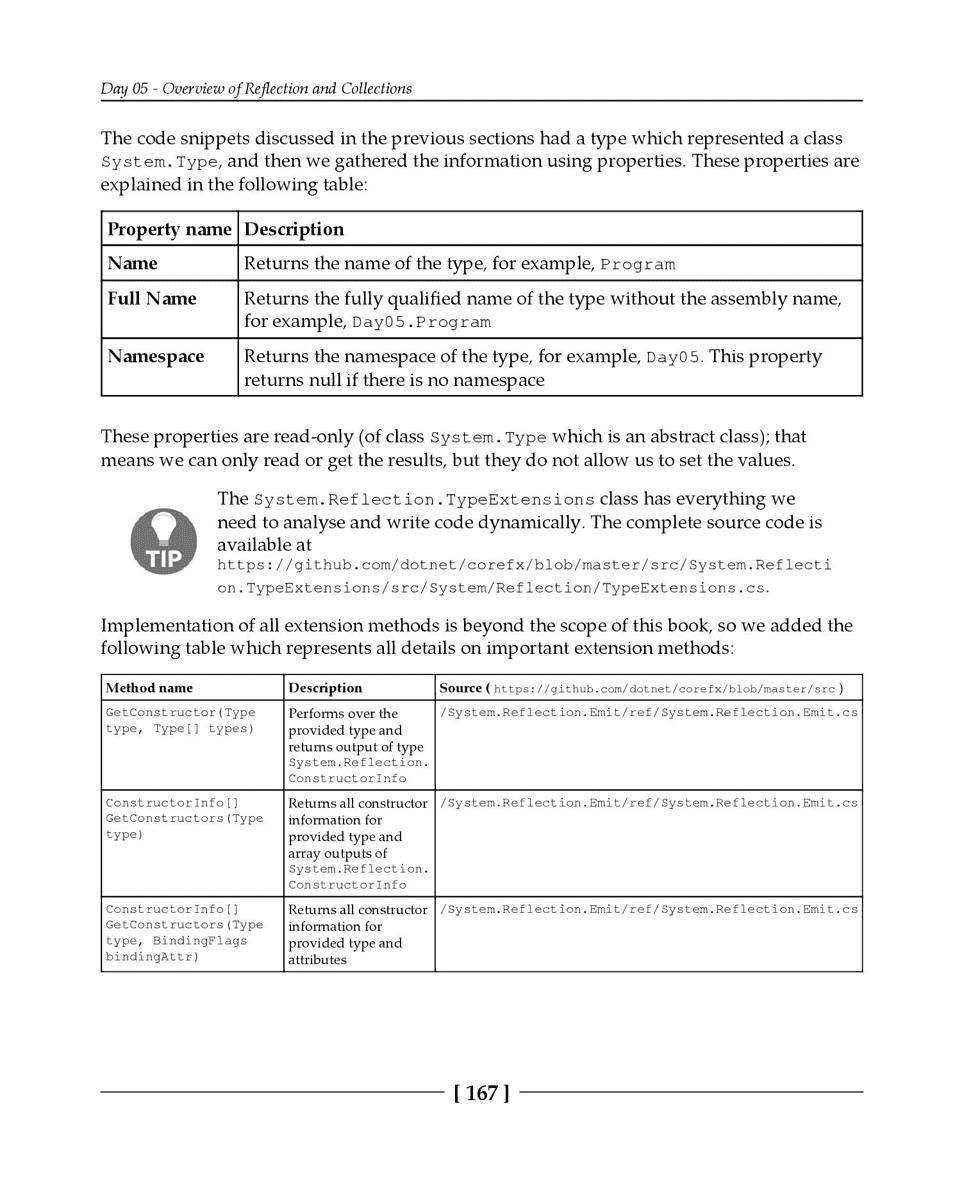 Day 05 - Overview of Reflection and Collections
The code snippets discussed in the previous sections had a type which represented a class
System.Type, and then we gathered the information using properties. These properties are
explained in the following table:
Property name Description
Name Returns the name of the type, for example, Program
Full Name Returns the fully qualified name of the type without the assembly name,
for example, Day05.Program
Namespace Returns the namespace of the type, for example, Day05. This property
returns null if there is no namespace
These properties are read-only (of class System.Type which is an abstract class); that
means we can only read or get the results, but they do not allow us to set the values.
The System.Reflection.TypeExtensions class has everything we
need to analyse and write code dynamically. The complete source code is
available at
TIP
https://github.com/dotnet/corefx/blob/master/src/System.Reflecti
on.TypeExtensions/src/System/Reflection/TypeExtensions.cs.
Implementation of all extension methods is beyond the scope of this book, so we added the
following table which represents all details on important extension methods:
Method name Description Source ( https://github.com/dotnet/corefx/blob/master/src )
GetConstructor(Type Performs over the /System.Reflection.Emit/ref/System.Reflection.Emit.cs
type, Type[] types) provided type and
returns output of type
System.Reflection.
ConstructorInfo
ConstructorInfo[] Returns all constructor /System.Reflection.Emit/ref/System.Reflection.Emit.cs
GetConstructors(Type information for
type) provided type and
array outputs of
System.Reflection.
ConstructorInfo
ConstructorInfo[] Returns all constructor /System.Reflection.Emit/ref/System.Reflection.Emit.cs
GetConstructors(Type information for
type, BindingFlags provided type and
bindingAttr) attributes
[ 167 ]